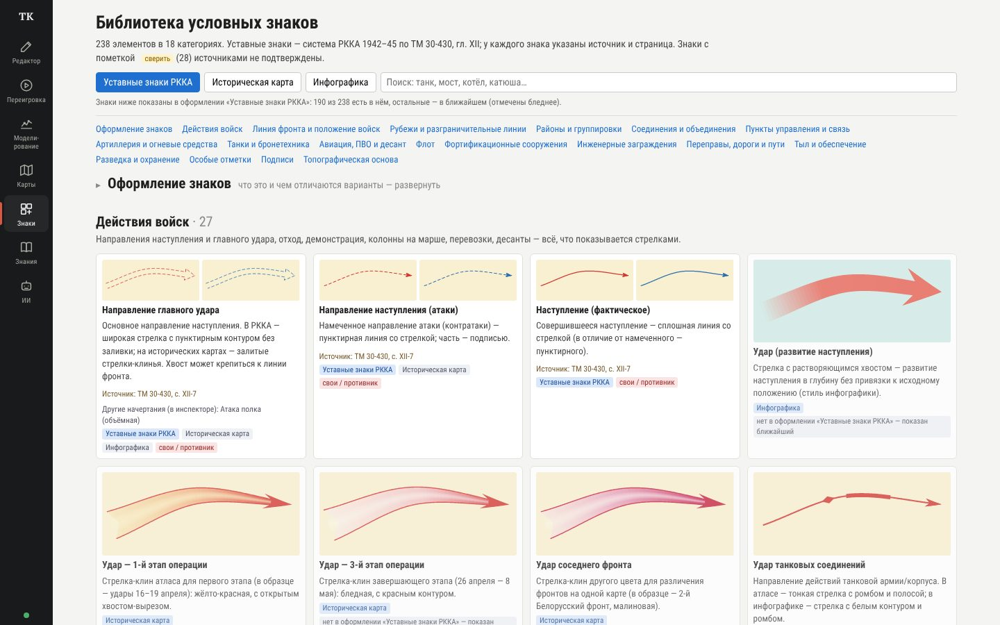 ТК
Редактор
Переигровка
Модели-
рование
Карты
Знаки
Знания
ИИ
Библиотека условных знаков
238 элементов в 18 категориях. Уставные знаки — система РККА 1942–45 по ТМ 30-430, гл. XII; у каждого знака указаны источник и страница. Знаки с
пометкой сверить (28) источниками не подтверждены.
Уставные знаки РККА Историческая карта Инфографика Поиск: танк, мост, котёл, катюша…
Знаки ниже показаны в оформлении «Уставные знаки РККА»: 190 из 238 есть в нём, остальные — в ближайшем (отмечены бледнее).
Оформление знаков Действия войск Линия фронта и положение войск Рубежи и разграничительные линии Районы и группировки Соединения и объединения Пункты управления и связь
Артиллерия и огневые средства Танки и бронетехника Авиация, ПВО и десант Флот Фортификационные сооружения Инженерные заграждения Переправы, дороги и пути Тыл и обеспечение
Разведка и охранение Особые отметки Подписи Топографическая основа
▸ Оформление знаков что это и чем отличаются варианты — развернуть
Действия войск · 27
Направления наступления и главного удара, отход, демонстрация, колонны на марше, перевозки, десанты — всё, что показывается стрелками.
Направление главного удара
Основное направление наступления. В РККА —
широкая стрелка с пунктирным контуром без
заливки; на исторических картах — залитые
стрелки-клинья. Хвост может крепиться к линии
фронта.
Источник: ТМ 30-430, с. XII-7
Другие начертания (в инспекторе): Атака полка
(объёмная)
Уставные знаки РККА Историческая карта
Инфографика свои / противник
Направление наступления (атаки)
Намеченное направление атаки (контратаки) —
пунктирная линия со стрелкой; часть — подписью.
Источник: ТМ 30-430, с. XII-7
Уставные знаки РККА Историческая карта
свои / противник
Наступление (фактическое)
Совершившееся наступление — сплошная линия со
стрелкой (в отличие от намеченного —
пунктирного).
Источник: ТМ 30-430, с. XII-7
Уставные знаки РККА свои / противник
Удар (развитие наступления)
Стрелка с растворяющимся хвостом — развитие
наступления в глубину без привязки к исходному
положению (стиль инфографики).
Инфографика
нет в оформлении «Уставные знаки РККА» — показан
ближайший
Удар — 1-й этап операции
Стрелка-клин атласа для первого этапа (в образце
— удары 16–19 апреля): жёлто-красная, с открытым
хвостом-вырезом.
Историческая карта
Удар — 3-й этап операции
Стрелка-клин завершающего этапа (26 апреля — 8
мая): бледная, с красным контуром.
Историческая карта
нет в оформлении «Уставные знаки РККА» — показан
Удар соседнего фронта
Стрелка-клин другого цвета для различения
фронтов на одной карте (в образце — 2-й
Белорусский фронт, малиновая).
Историческая карта
Удар танковых соединений
Направление действий танковой армии/корпуса. В
атласе — тонкая стрелка с ромбом и полосой; в
инфографике — стрелка с белым контуром и
ромбом.